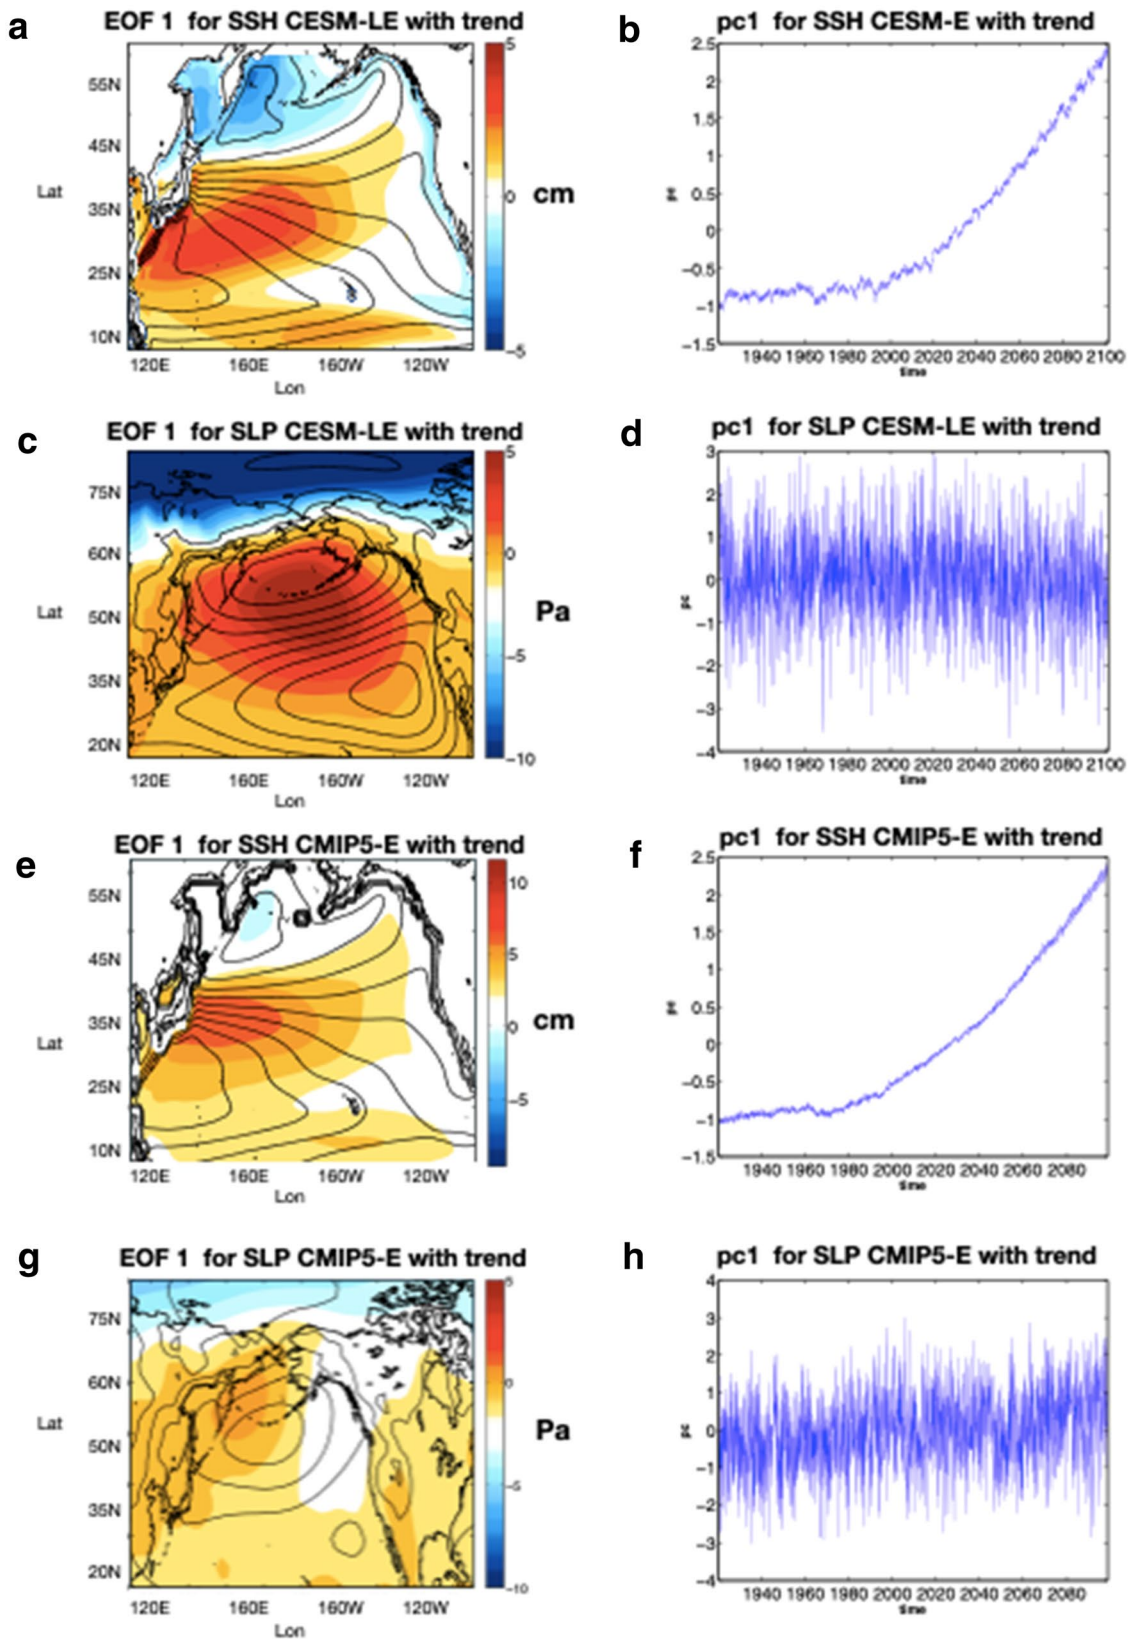 a
EOF 1 for SSH CESM-LE with trend
55N
45N
35N
25N
10N
Lat
120E 160E 160W 120W
Lon
5
0
-5
cm
b
pc1 for SSH CESM-E with trend
2.5
2
1.5
1
0.5
0
-0.5
-1
-1.5
pc
1940 1960 1980 2000 2020 2040 2060 2080 2100
time
c
EOF 1 for SLP CESM-LE with trend
75N
60N
50N
35N
20N
Lat
120E 160E 160W 120W
Lon
5
0
-5
-10
Pa
d
pc1 for SLP CESM-LE with trend
3
2
1
0
-1
-2
-3
-4
pc
1940 1960 1980 2000 2020 2040 2060 2080 2100
time
e
EOF 1 for SSH CMIP5-E with trend
55N
45N
35N
25N
10N
Lat
120E 160E 160W 120W
Lon
10
5
0
-5
cm
f
pc1 for SSH CMIP5-E with trend
2.5
2
1.5
1
0.5
0
-0.5
-1
-1.5
pc
1940 1960 1980 2000 2020 2040 2060 2080
time
g
EOF 1 for SLP CMIP5-E with trend
75N
60N
50N
35N
20N
Lat
120E 160E 160W 120W
Lon
5
0
-5
-10
Pa
h
pc1 for SLP CMIP5-E with trend
4
3
2
1
0
-1
-2
-3
-4
pc
1940 1960 1980 2000 2020 2040 2060 2080
time